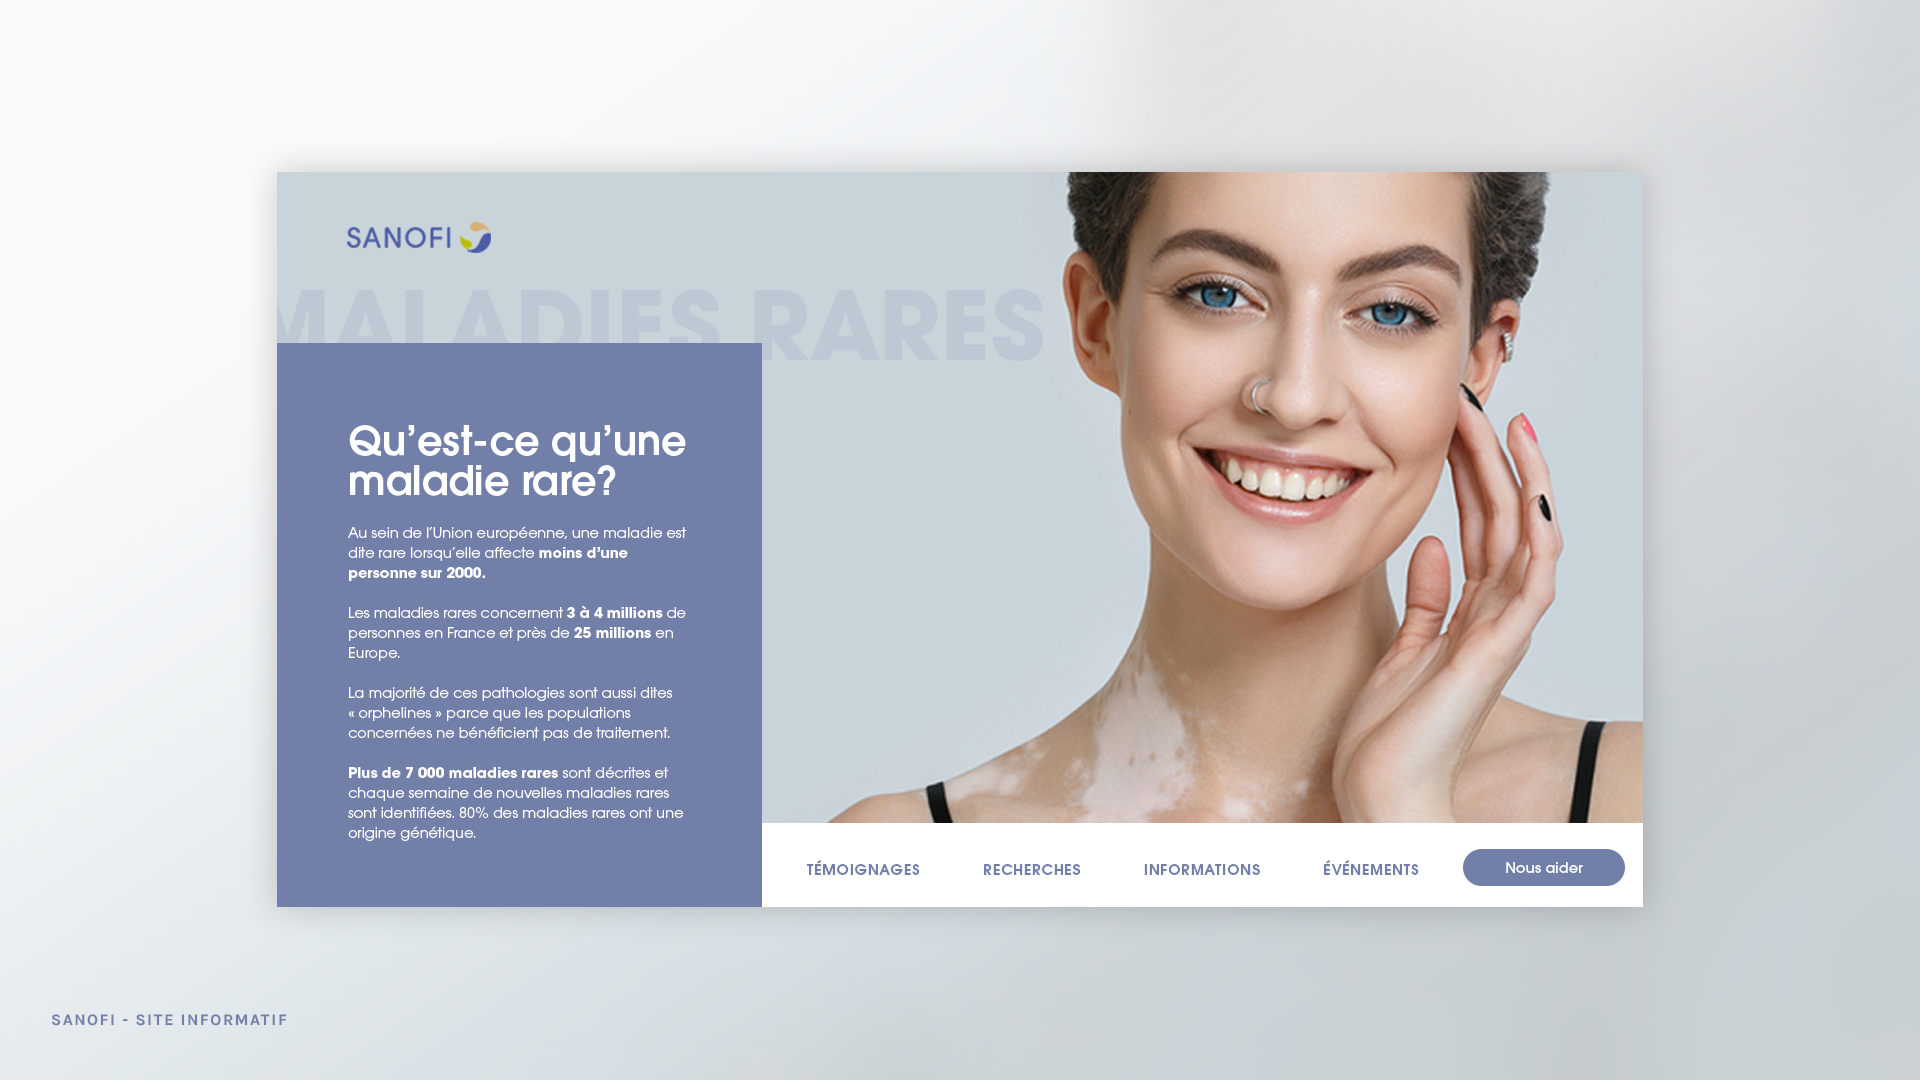 SANOFI
MALADIES RARES
Qu’est-ce qu’une
maladie rare?
Au sein de l’Union européenne, une maladie est
dite rare lorsqu’elle affecte moins d’une
personne sur 2000.
Les maladies rares concernent 3 à 4 millions de
personnes en France et près de 25 millions en
Europe.
La majorité de ces pathologies sont aussi dites
« orphelines » parce que les populations
concernées ne bénéficient pas de traitement.
Plus de 7 000 maladies rares sont décrites et
chaque semaine de nouvelles maladies rares
sont identifiées. 80% des maladies rares ont une
origine génétique.
TÉMOIGNAGES RECHERCHES INFORMATIONS ÉVÉNEMENTS Nous aider
SANOFI - SITE INFORMATIF